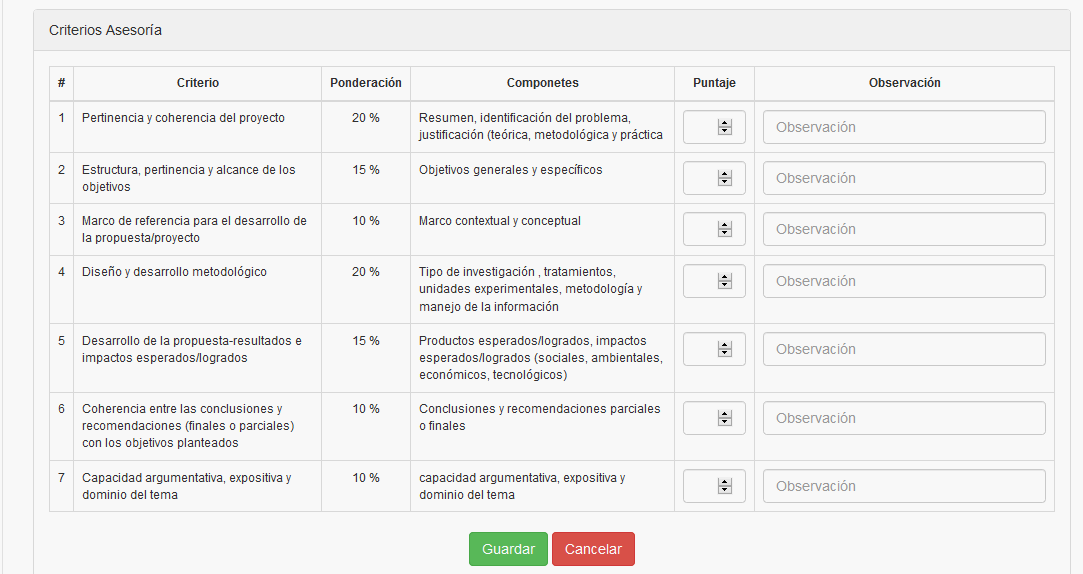 Criterios Asesoría
# Criterio Ponderación Componetes Puntaje Observación
1 Pertinencia y coherencia del proyecto 20 % Resumen, identificación del problema,
justificación (teórica, metodológica y práctica
Observación
2 Estructura, pertinencia y alcance de los
objetivos
15 % Objetivos generales y específicos
Observación
3 Marco de referencia para el desarrollo de
la propuesta/proyecto
10 % Marco contextual y conceptual
Observación
4 Diseño y desarrollo metodológico 20 % Tipo de investigación , tratamientos,
unidades experimentales, metodología y
manejo de la información
Observación
5 Desarrollo de la propuesta-resultados e
impactos esperados/logrados
15 % Productos esperados/logrados, impactos
esperados/logrados (sociales, ambientales,
económicos, tecnológicos)
Observación
6 Coherencia entre las conclusiones y
recomendaciones (finales o parciales)
con los objetivos planteados
10 % Conclusiones y recomendaciones parciales
o finales
Observación
7 Capacidad argumentativa, expositiva y
dominio del tema
10 % capacidad argumentativa, expositiva y
dominio del tema
Observación
Guardar Cancelar